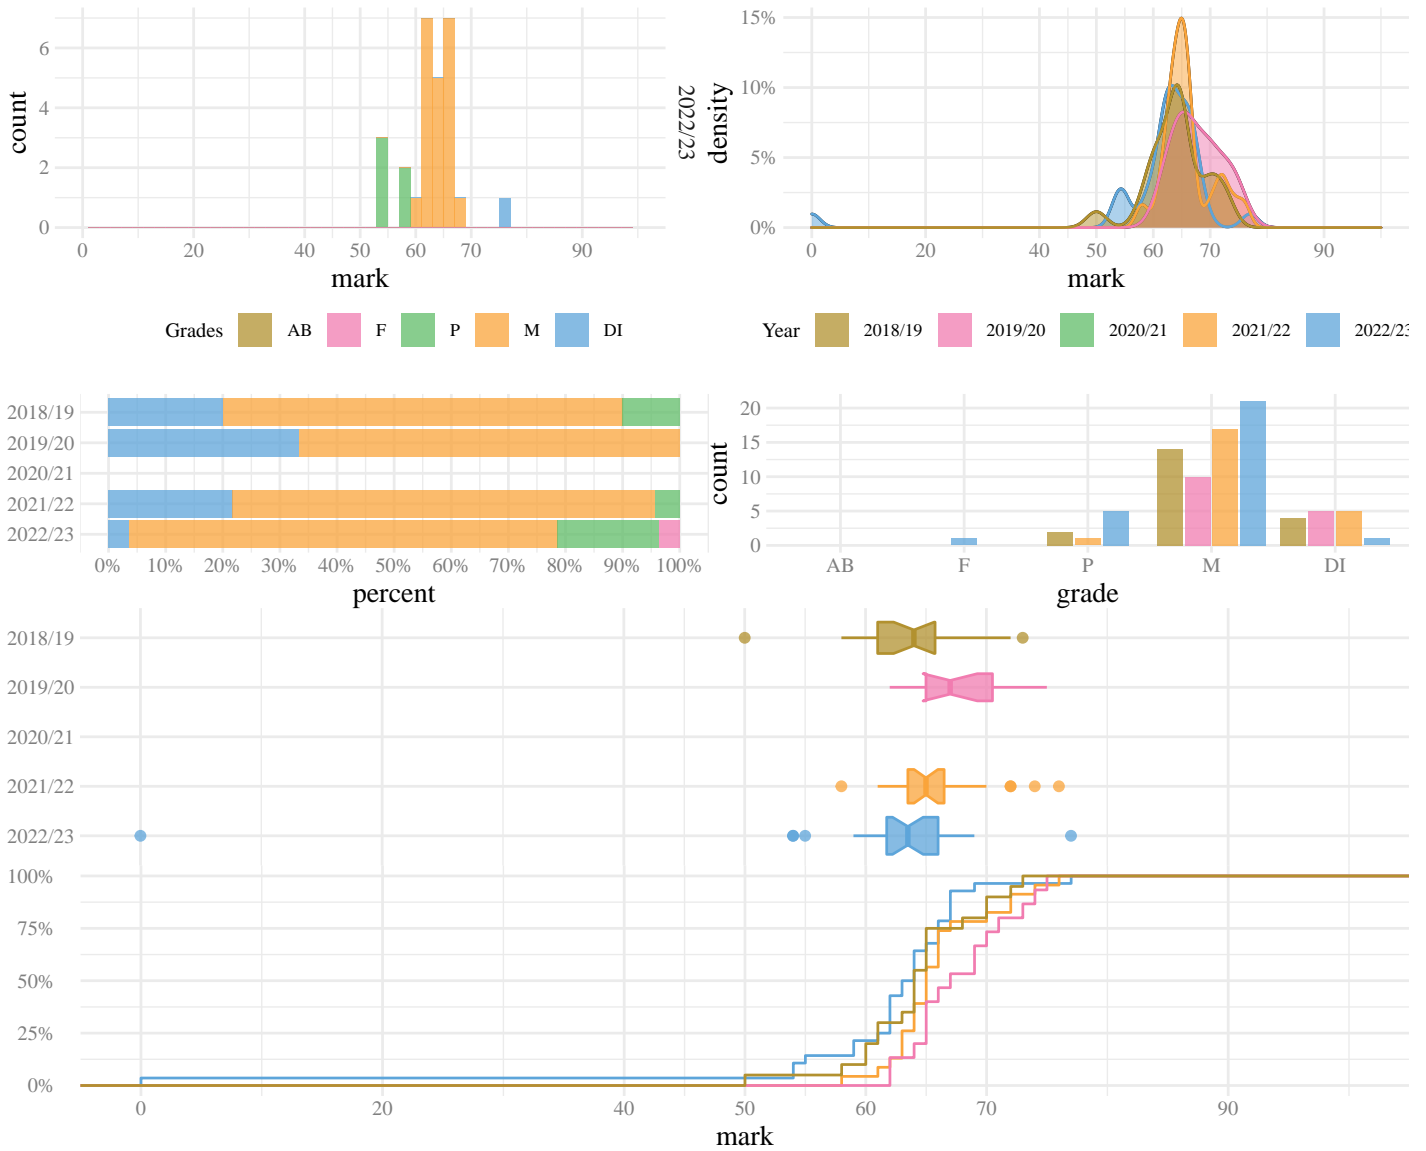 6
4
2
0
count
0 20 40 50 60 70 90
mark
2022/23
15%
10%
5%
0%
density
0 20 40 50 60 70 90
mark
Grades AB F P M DI
Year 2018/19 2019/20 2020/21 2021/22 2022/23
2018/19
2019/20
2020/21
2021/22
2022/23
0% 10% 20% 30% 40% 50% 60% 70% 80% 90% 100%
percent
20
15
10
5
0
count
AB F P M DI
grade
2018/19
2019/20
2020/21
2021/22
2022/23
100%
75%
50%
25%
0%
0 20 40 50 60 70 90
mark